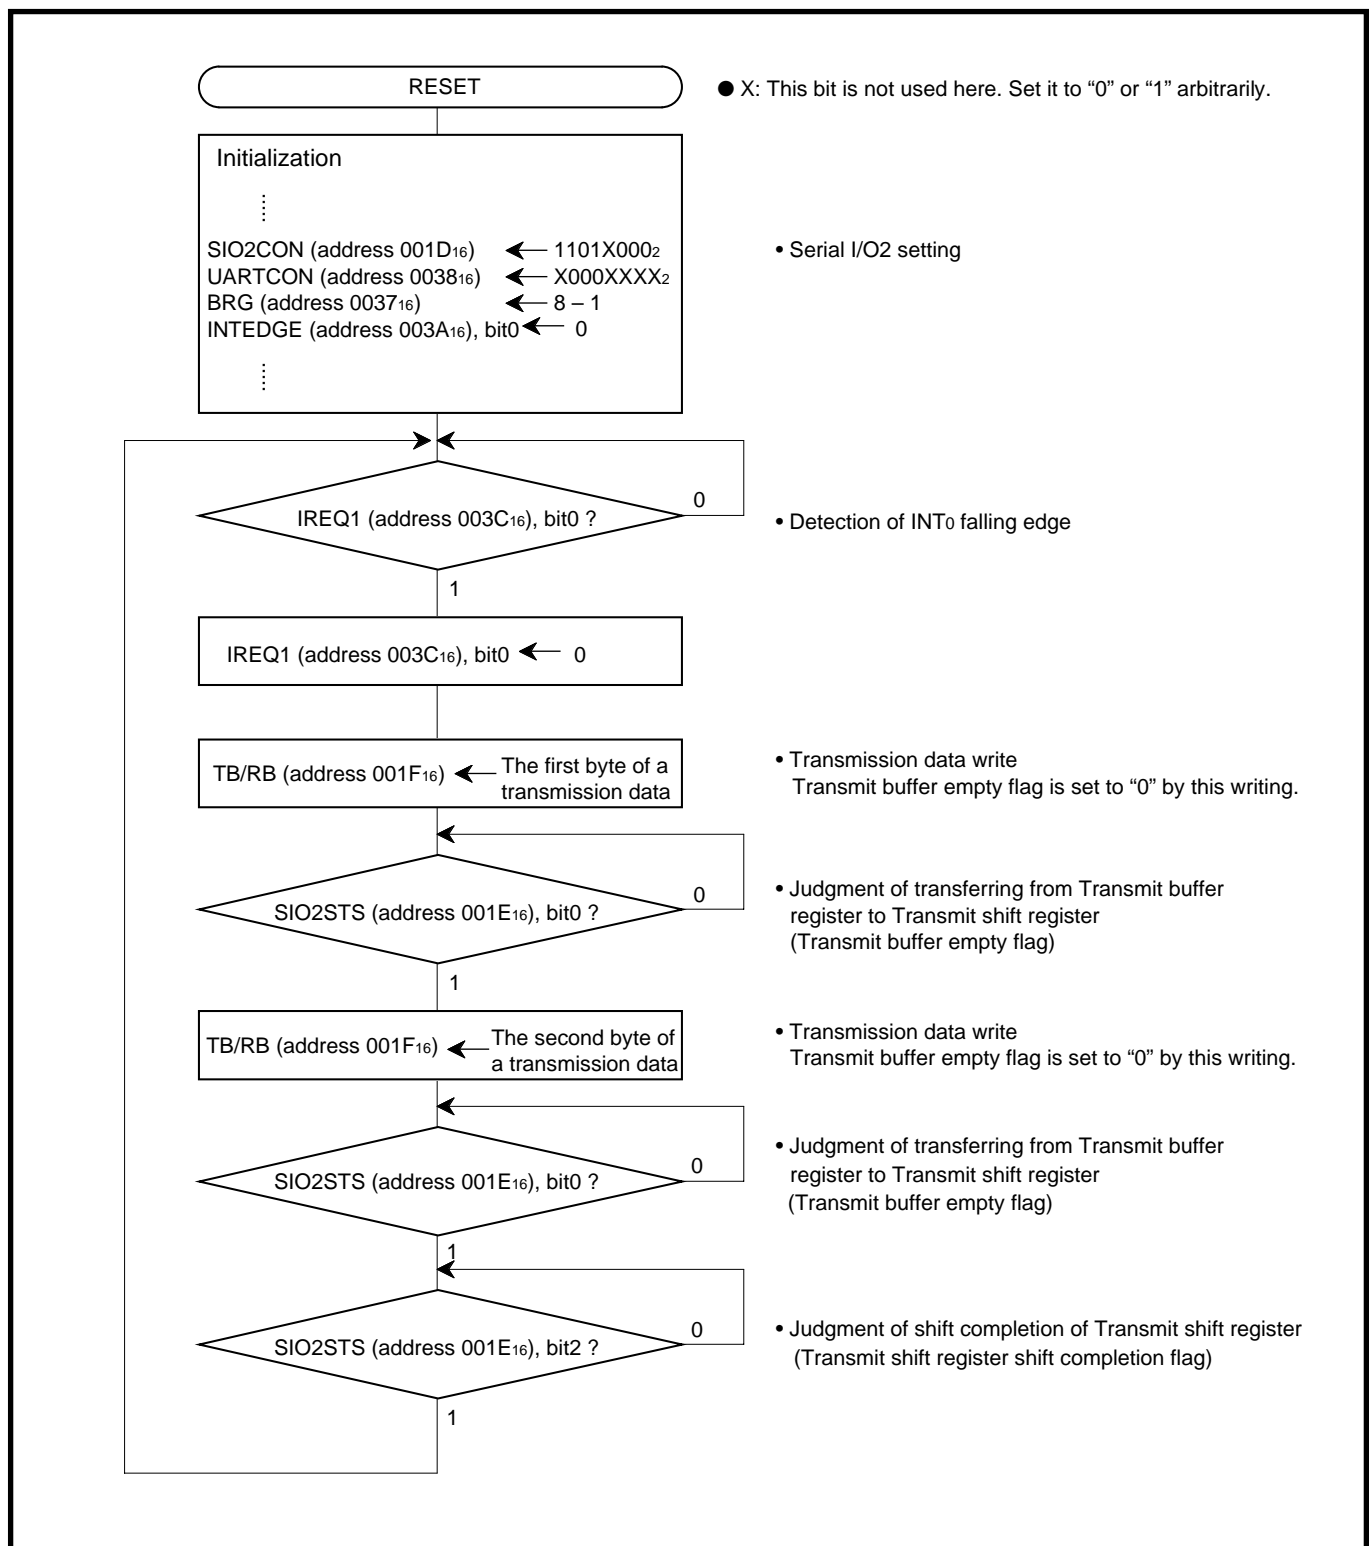 RESET
● X: This bit is not used here. Set it to “0” or “1” arbitrarily.
Initialization
SIO2CON (address 001D16) ← 1101X0002
• Serial I/O2 setting
UARTCON (address 003816) ← X000XXXX2
BRG (address 003716) ← 8 – 1
INTEDGE (address 003A16), bit0 ← 0
0
IREQ1 (address 003C16), bit0 ?
• Detection of INT0 falling edge
1
IREQ1 (address 003C16), bit0 ← 0
TB/RB (address 001F16) ← The first byte of a
transmission data
• Transmission data write
Transmit buffer empty flag is set to “0” by this writing.
0
SIO2STS (address 001E16), bit0 ?
• Judgment of transferring from Transmit buffer
register to Transmit shift register
(Transmit buffer empty flag)
1
TB/RB (address 001F16) ← The second byte of
a transmission data
• Transmission data write
Transmit buffer empty flag is set to “0” by this writing.
0
SIO2STS (address 001E16), bit0 ?
• Judgment of transferring from Transmit buffer
register to Transmit shift register
(Transmit buffer empty flag)
1
0
SIO2STS (address 001E16), bit2 ?
• Judgment of shift completion of Transmit shift register
(Transmit shift register shift completion flag)
1